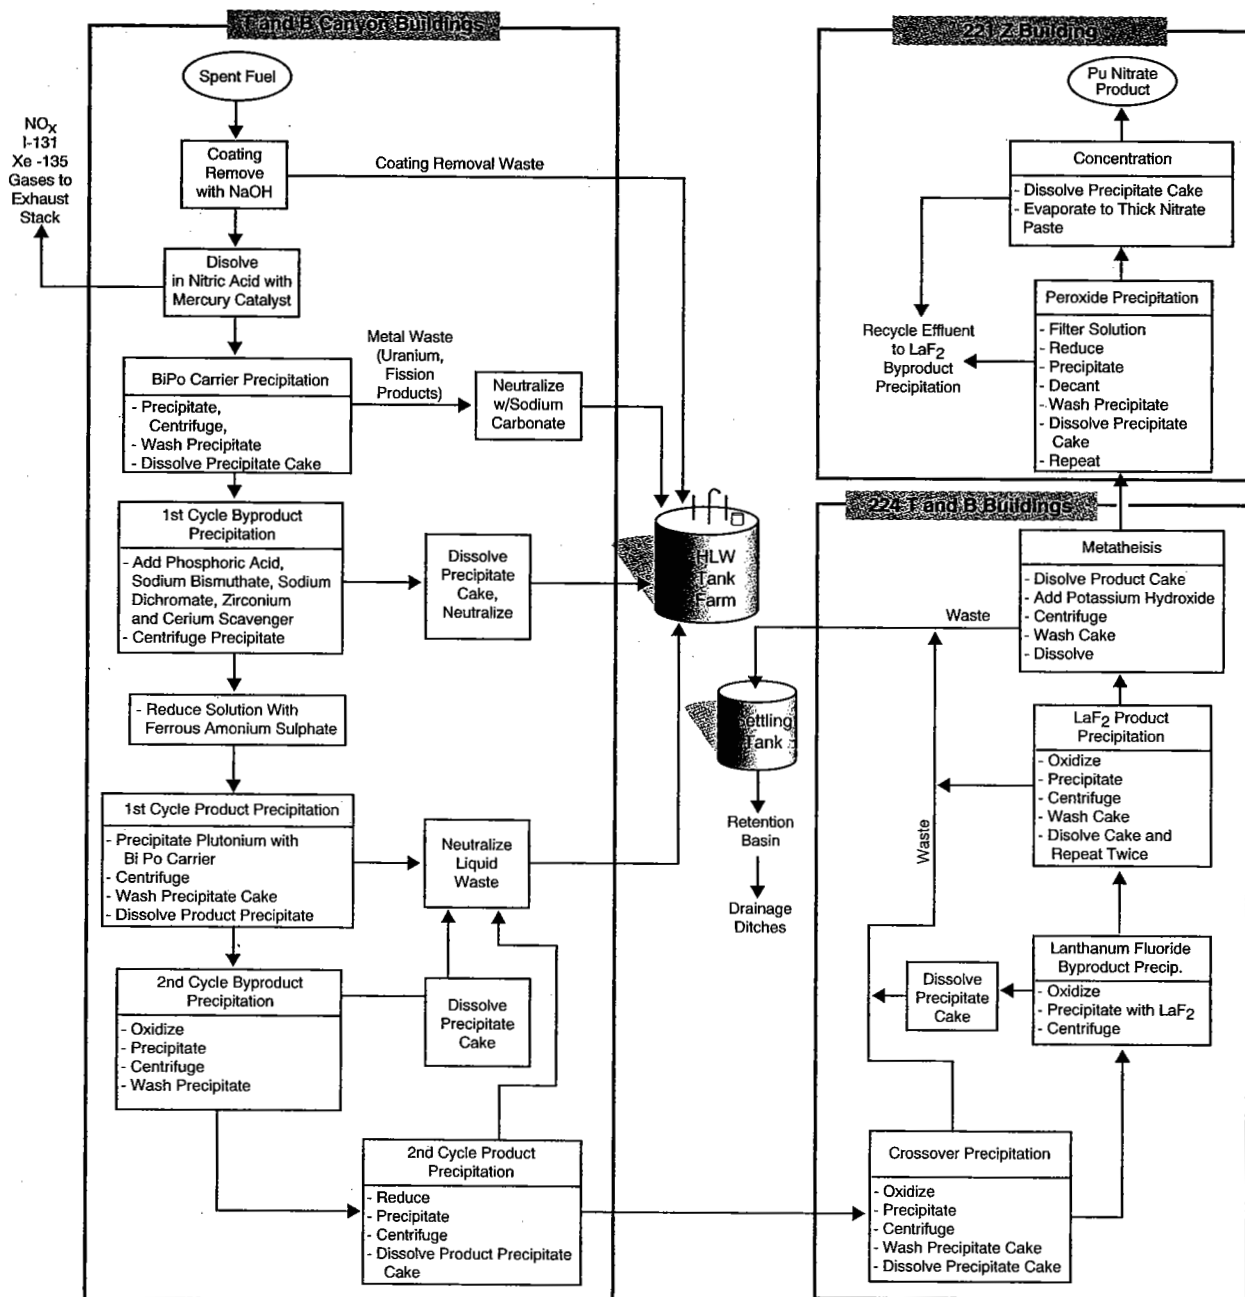 T and B Canyon Buildings
Spent Fuel
NOx
I-131
Xe -135
Gases to
Exhaust
Stack
Coating
Remove
with NaOH
Coating Removal Waste
Disolve
in Nitric Acid with
Mercury Catalyst
Metal Waste
(Uranium,
Fission
Products)
BiPo Carrier Precipitation
- Precipitate,
Centrifuge,
- Wash Precipitate
- Dissolve Precipitate Cake
Neutralize
w/Sodium
Carbonate
1st Cycle Byproduct
Precipitation
- Add Phosphoric Acid,
Sodium Bismuthate, Sodium
Dichromate, Zirconium
and Cerium Scavenger
- Centrifuge Precipitate
Dissolve
Precipitate
Cake,
Neutralize
HLW
Tank
Farm
- Reduce Solution With
Ferrous Amonium Sulphate
1st Cycle Product Precipitation
- Precipitate Plutonium with
Bi Po Carrier
- Centrifuge
- Wash Precipitate Cake
- Dissolve Product Precipitate
Neutralize
Liquid
Waste
2nd Cycle Byproduct
Precipitation
- Oxidize
- Precipitate
- Centrifuge
- Wash Precipitate
Dissolve
Precipitate
Cake
2nd Cycle Product
Precipitation
- Reduce
- Precipitate
- Centrifuge
- Dissolve Product Precipitate
Cake
Settling
Tank
Retention
Basin
Drainage
Ditches
221 Z Building
Pu Nitrate
Product
Concentration
- Dissolve Precipitate Cake
- Evaporate to Thick Nitrate
Paste
Recycle Effluent
to LaF2
Byproduct
Precipitation
Peroxide Precipitation
- Filter Solution
- Reduce
- Precipitate
- Decant
- Wash Precipitate
- Dissolve Precipitate
Cake
- Repeat
224 T and B Buildings
Metatheisis
- Disolve Product Cake
- Add Potassium Hydroxide
- Centrifuge
- Wash Cake
- Dissolve
Waste
LaF2 Product
Precipitation
- Oxidize
- Precipitate
- Centrifuge
- Wash Cake
- Disolve Cake and
Repeat Twice
Waste
Lanthanum Fluoride
Byproduct Precip.
- Oxidize
- Precipitate with LaF2
- Centrifuge
Dissolve
Precipitate
Cake
Crossover Precipitation
- Oxidize
- Precipitate
- Centrifuge
- Wash Precipitate Cake
- Dissolve Precipitate Cake